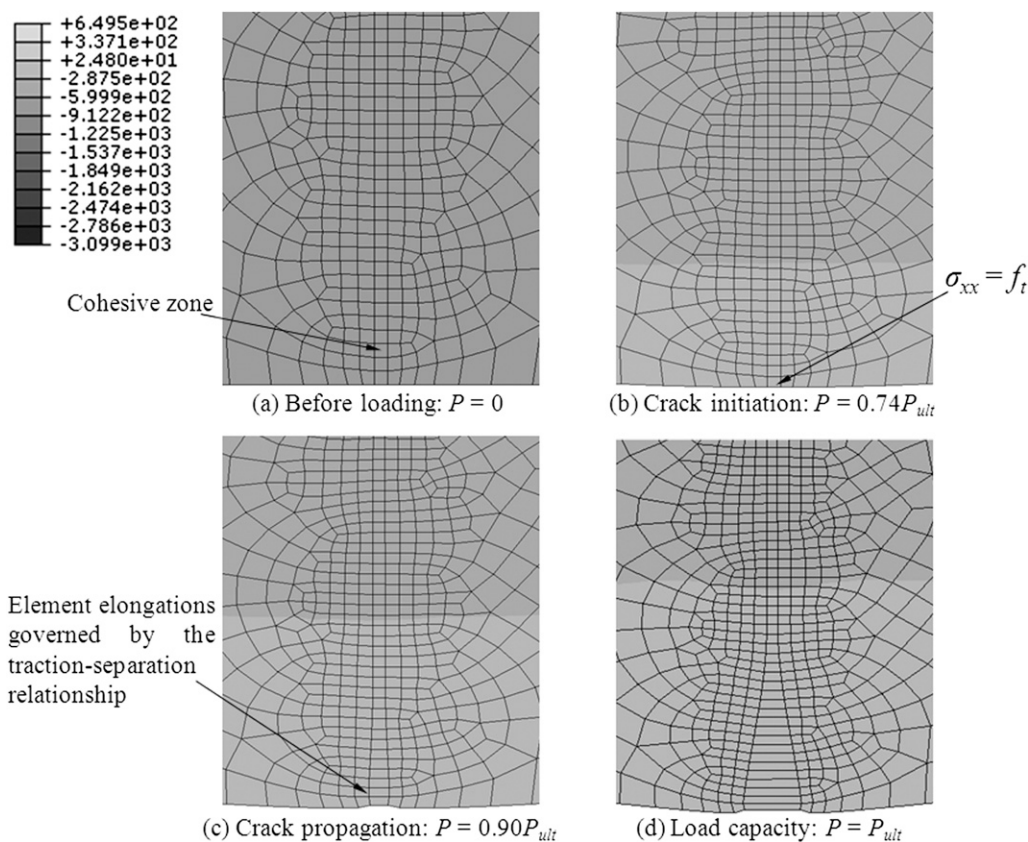 +6.495e+02
+3.371e+02
+2.480e+01
-2.875e+02
-5.999e+02
-9.122e+02
-1.225e+03
-1.537e+03
-1.849e+03
-2.162e+03
-2.474e+03
-2.786e+03
-3.099e+03
Cohesive zone
σxx = ft
(a) Before loading: P = 0
(b) Crack initiation: P = 0.74Pult
Element elongations
governed by the
traction-separation
relationship
(c) Crack propagation: P = 0.90Pult
(d) Load capacity: P = Pult